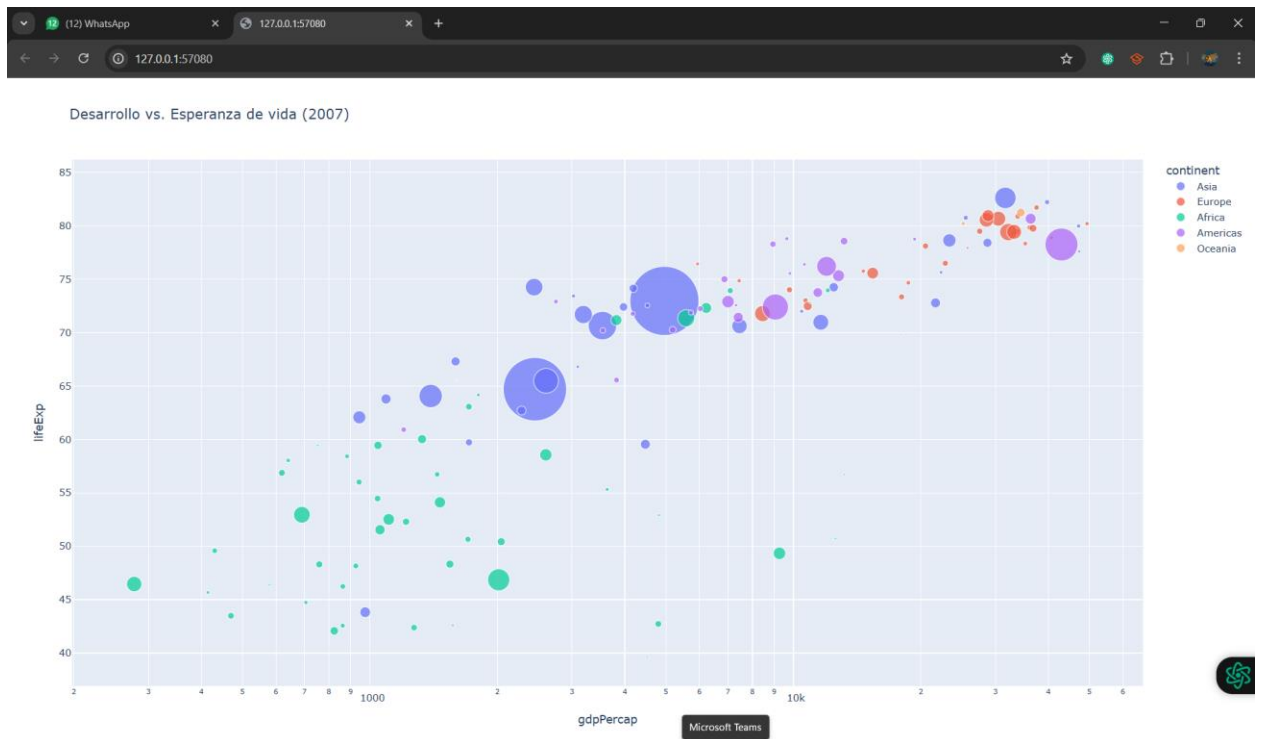 12 (12) WhatsApp
127.0.0.1:57080
127.0.0.1:57080
Desarrollo vs. Esperanza de vida (2007)
continent
Asia
Europe
Africa
Americas
Oceania
lifeExp
85
80
75
70
65
60
55
50
45
40
2 3 4 5 6 7 8 9 1000 2 3 4 5 6 7 8 9 10k 2 3 4 5 6
gdpPercap
Microsoft Teams